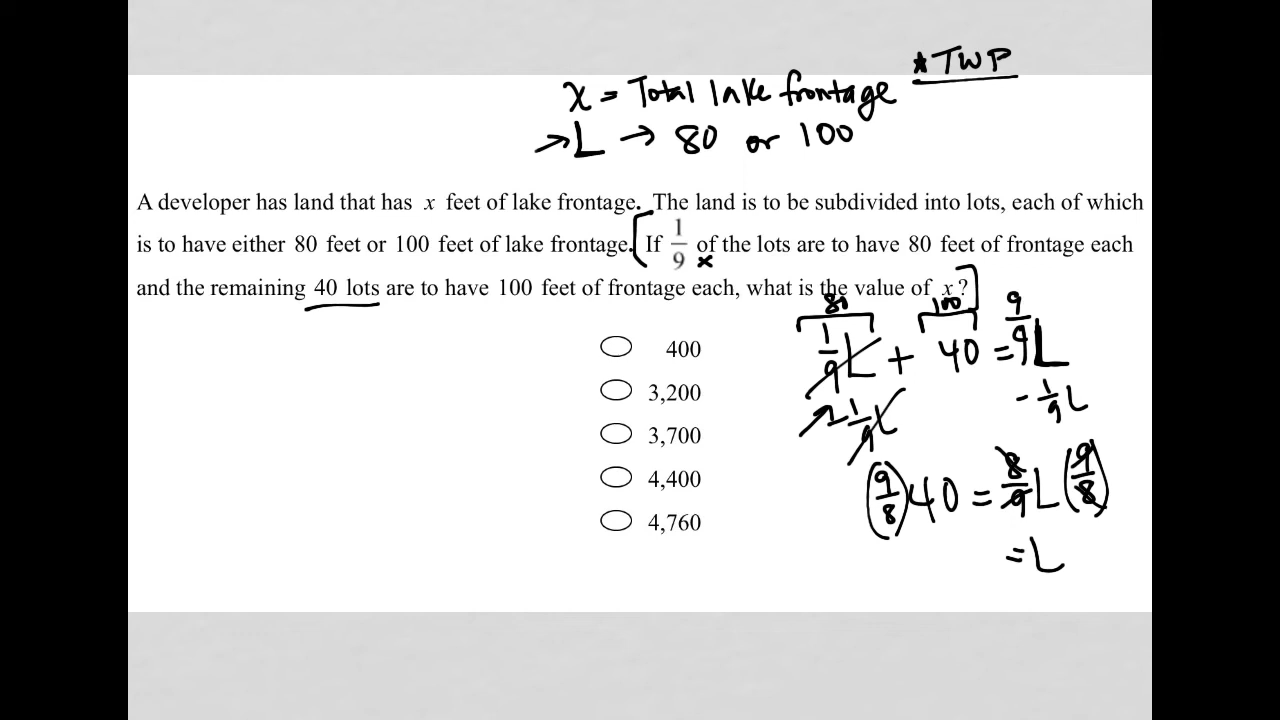 *TWP
x = Total lake frontage
→ L → 80 or 100
A developer has land that has x feet of lake frontage. The land is to be subdivided into lots, each of which
is to have either 80 feet or 100 feet of lake frontage. [If 1/9 of the lots are to have 80 feet of frontage each
x
and the remaining 40 lots are to have 100 feet of frontage each, what is the value of x?]
80 100
1/9 L + 40 = 9/9 L
- 1/9 L - 1/9 L
(9/8) 40 = 8/9 L (9/8)
= L
400
3,200
3,700
4,400
4,760